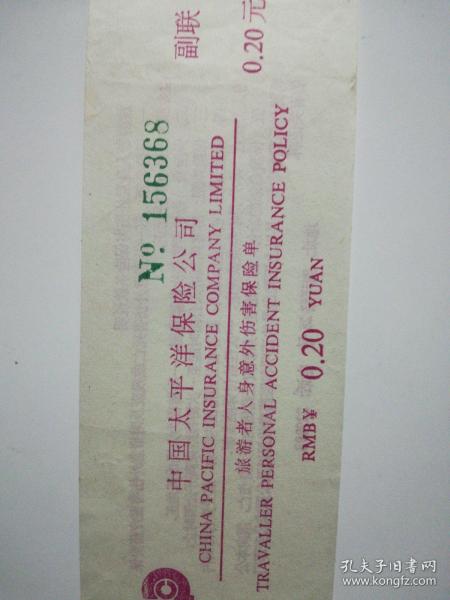 副联
0.20元
Nº 156368
中国太平洋保险公司
CHINA PACIFIC INSURANCE COMPANY LIMITED
旅游者人身意外伤害保险单
TRAVALLER PERSONAL ACCIDENT INSURANCE POLICY
RMB¥ 0.20 YUAN
孔夫子旧书网
www.kongfz.com